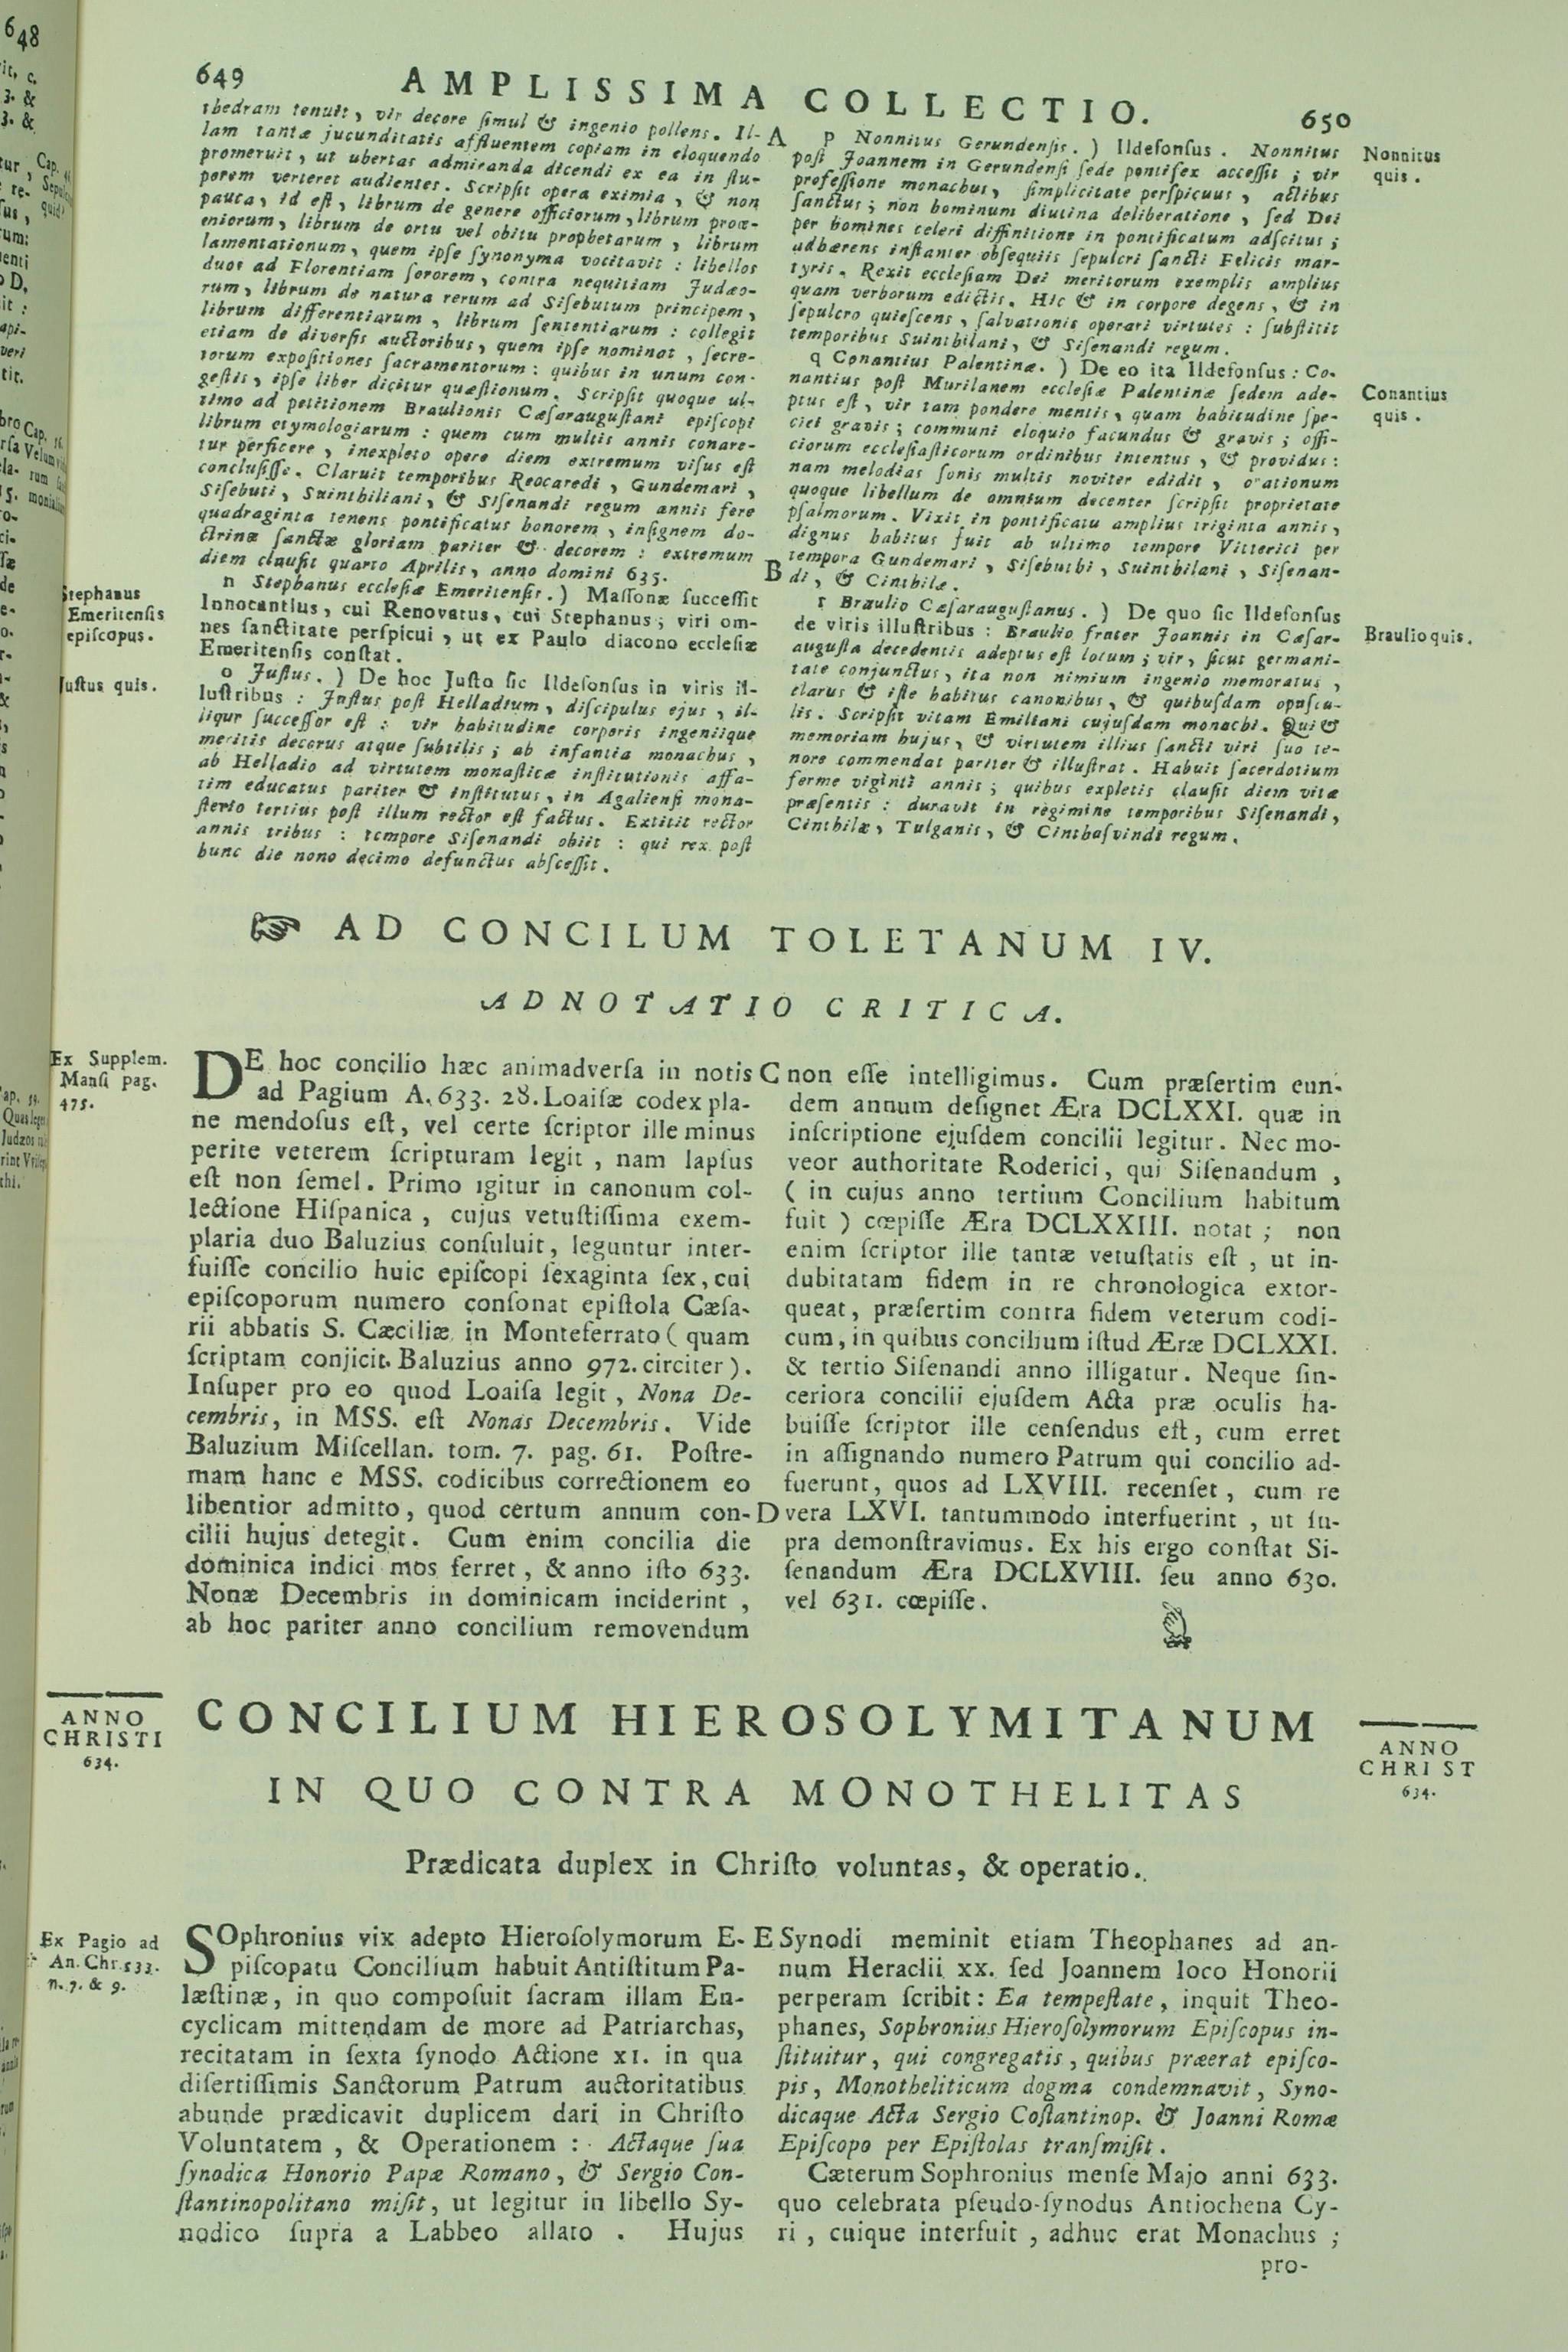 649
AMPLISSIMA COLLECTIO.
650
thedram tenuit, vir decore ſimul & ingenio pollens. Il-
lam tantæ jucunditatis affluentem copiam in eloquendo
promeruit, ut ubertas admiranda dicendi ex ea in ſtu-
porem verteret audientes. Scripſit opera eximia, & non
pauca, id eſt, librum de genere officiorum, librum proœ-
eniorum, librum de ortu vel obitu prophetarum, librum
lamentationum, quem ipſe ſynonyma vocitavit: libellos
duos ad Florentiam ſororem, contra nequitiam Judæo-
rum, librum de natura rerum ad Siſebutum principem,
librum differentiarum, librum ſententiarum: collegit
etiam de diverſis auctoribus, quem ipſe nominat, ſecre-
torum expoſitiones ſacramentorum: quibus in unum con-
geſtis, ipſe liber dicitur quæſtionum. Scripſit quoque ul-
timo ad petitionem Braulionis Cæſarauguſtani epiſcopi
librum etymologiarum: quem cum multis annis conare-
tur perficere, inexpleto opere diem extremum viſus eſt
concluſiſſe. Claruit temporibus Reocaredi, Gundemari,
Siſebuti, Suinthiliani, & Siſenandi regum annis fere
quadraginta tenens pontificatus honorem, inſignem do-
ctrinæ ſanctæ gloriam pariter & decorem: extremum
diem clauſit quarto Aprilis, anno domini 635.
Stephanus
Emeritenſis
epiſcopus.
n Stephanus eccleſiæ Emeritenſis.) Maſſonæ ſucceſſit
Innocantius, cui Renovatus, cui Stephanus; viri om-
nes ſanctitate perſpicui, ut ex Paulo diacono eccleſiæ
Emeritenſis conſtat.
Juſtus quis.
o Juſtus.) De hoc Juſto ſic Ildefonſus in viris il-
luſtribus: Juſtus poſt Helladium, diſcipulus ejus, il-
liqur ſucceſſor eſt: vir habitudine corporis ingeniique
meritis decorus atque ſubtilis; ab infantia monachus,
ab Helladio ad virtutem monaſticæ inſtitutionis affa-
tim educatus pariter & inſtitutus, in Agalienſi mona-
ſterio tertius poſt illum rector eſt factus. Extitit rector
annis tribus: tempore Siſenandi obiit: qui rex poſt
hunc die nono decimo defunctus abſceſſit.
A
p Nonnitus Gerundenſis.) Ildefonſus. Nonnitus
poſt Joannem in Gerundenſi ſede pontifex acceſſit; vir
profeſſione monachus, ſimplicitate perſpicuus, actibus
ſanctus; non hominum diutina deliberatione, ſed Dei
per homines celeri diffinitione in pontificatum adſcitus;
adhærens inſtanter obſequiis ſepulcri ſancti Felicis mar-
tyris. Rexit eccleſiam Dei meritorum exemplis amplius
quam verborum edictis. Hic & in corpore degens, & in
ſepulcro quieſcens, ſalvationis operari virtutes: ſubſtitit
temporibus Suinthilani, & Siſenandi regum.
Nonnitus
quis.
q Conantius Palentinæ.) De eo ita Ildefonſus: Co-
nantius poſt Murilanem eccleſiæ Palentinæ ſedem ade-
ptus eſt, vir tam pondere mentis, quam habitudine ſpe-
ciei gravis; communi eloquio facundus & gravis; offi-
ciorum eccleſiaſticorum ordinibus intentus, & providus:
nam melodias ſonis multis noviter edidit, orationum
quoque libellum de omnium decenter ſcripſit proprietate
pſalmorum. Vixit in pontificatu amplius triginta annis,
dignus habitus fuit ab ultimo tempore Vitterici per
tempora Gundemari, Siſebuthi, Suinthilani, Siſenan-
B
di, & Cinthilæ.
Conantius
quis.
r Braulio Cæſarauguſtanus.) De quo ſic Ildefonſus
de viris illuſtribus: Braulio frater Joannis in Cæſar-
auguſta decedentis adeptus eſt locum; vir, ſicut germani-
tate conjunctus, ita non nimium ingenio memoratus,
clarus & iſte habitus canonibus, & quibuſdam opuſcu-
lis. Scripſit vitam Emiliani cujuſdam monachi. Qui &
memoriam hujus, & virtutem illius ſancti viri ſuo te-
nore commendat pariter & illuſtrat. Habuit ſacerdotium
ferme viginti annis; quibus expletis clauſit diem vitæ
præſentis: duravit in regimine temporibus Siſenandi,
Cinthilæ, Tulganis, & Cinthaſvindi regum.
Braulio quis.
☞ AD CONCILUM TOLETANUM IV.
ADNOTATIO CRITICA.
Ex Supplem.
Manſi pag.
475.
DE hoc concilio hæc animadverſa in notis
ad Pagium A. 633. 28. Loaiſæ codex pla-
ne mendoſus eſt, vel certe ſcriptor ille minus
perite veterem ſcripturam legit, nam lapſus
eſt non ſemel. Primo igitur in canonum col-
lectione Hiſpanica, cujus vetuſtiſſima exem-
plaria duo Baluzius conſuluit, leguntur inter-
fuiſſe concilio huic epiſcopi ſexaginta ſex, cui
epiſcoporum numero conſonat epiſtola Cæſa-
rii abbatis S. Cæciliæ in Monteferrato (quam
ſcriptam conjicit Baluzius anno 972. circiter).
Inſuper pro eo quod Loaiſa legit, Nona De-
cembris, in MSS. eſt Nonas Decembris. Vide
Baluzium Miſcellan. tom. 7. pag. 61. Poſtre-
mam hanc e MSS. codicibus correctionem eo
libentior admitto, quod certum annum con-
cilii hujus detegit. Cum enim concilia die
dominica indici mos ferret, & anno iſto 633.
Nonæ Decembris in dominicam inciderint,
ab hoc pariter anno concilium removendum
C
non eſſe intelligimus. Cum præſertim eun-
dem annum deſignet Æra DCLXXI. quæ in
inſcriptione ejuſdem concilii legitur. Nec mo-
veor authoritate Roderici, qui Siſenandum,
(in cujus anno tertium Concilium habitum
fuit) cœpiſſe Æra DCLXXIII. notat; non
enim ſcriptor ille tantæ vetuſtatis eſt, ut in-
dubitatam fidem in re chronologica extor-
queat, præſertim contra fidem veterum codi-
cum, in quibus concilium iſtud Æræ DCLXXI.
& tertio Siſenandi anno illigatur. Neque ſin-
ceriora concilii ejuſdem Acta præ oculis ha-
buiſſe ſcriptor ille cenſendus eſt, cum erret
in aſſignando numero Patrum qui concilio ad-
fuerunt, quos ad LXVIII. recenſet, cum re
D
vera LXVI. tantummodo interfuerint, ut ſu-
pra demonſtravimus. Ex his ergo conſtat Si-
ſenandum Æra DCLXVIII. ſeu anno 630.
vel 631. cœpiſſe.
ANNO
CHRISTI
634.
CONCILIUM HIEROSOLYMITANUM
IN QUO CONTRA MONOTHELITAS
Prædicata duplex in Chriſto voluntas, & operatio.
ANNO
CHRIST
634.
Ex Pagio ad
An. Chr. 533.
n. 7. & 9.
SOphronius vix adepto Hieroſolymorum E-
piſcopatu Concilium habuit Antiſtitum Pa-
læſtinæ, in quo compoſuit ſacram illam En-
cyclicam mittendam de more ad Patriarchas,
recitatam in ſexta ſynodo Actione XI. in qua
diſertiſſimis Sanctorum Patrum auctoritatibus
abunde prædicavit duplicem dari in Chriſto
Voluntatem, & Operationem: Actaque ſua
ſynodica Honorio Papæ Romano, & Sergio Con-
ſtantinopolitano miſit, ut legitur in libello Sy-
nodico ſupra a Labbeo allato. Hujus
E
Synodi meminit etiam Theophanes ad an-
num Heraclii XX. ſed Joannem loco Honorii
perperam ſcribit: Ea tempeſtate, inquit Theo-
phanes, Sophronius Hieroſolymorum Epiſcopus in-
ſtituitur, qui congregatis, quibus præerat epiſco-
pis, Monotheliticum dogma condemnavit, Syno-
dicaque Acta Sergio Coſtantinop. & Joanni Romæ
Epiſcopo per Epiſtolas tranſmiſit.
Cæterum Sophronius menſe Majo anni 633.
quo celebrata pſeudo-ſynodus Antiochena Cy-
ri, cuique interfuit, adhuc erat Monachus;
pro-